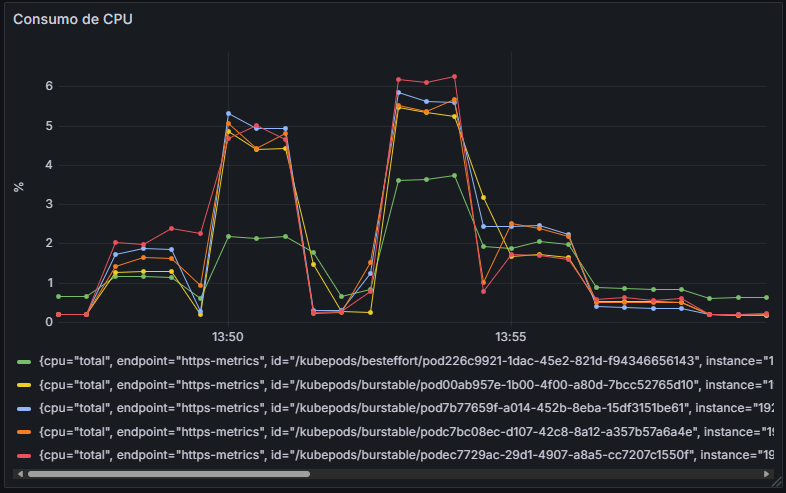 Consumo de CPU
6
5
4
3
2
1
0
%
13:50
13:55
{cpu="total", endpoint="https-metrics", id="/kubepods/besteffort/pod226c9921-1dac-45e2-821d-f94346656143", instance="1
{cpu="total", endpoint="https-metrics", id="/kubepods/burstable/pod00ab957e-1b00-4f00-a80d-7bcc52765d10", instance="19
{cpu="total", endpoint="https-metrics", id="/kubepods/burstable/pod7b77659f-a014-452b-8eba-15df3151be61", instance="192
{cpu="total", endpoint="https-metrics", id="/kubepods/burstable/podc7bc08ec-d107-42c8-8a12-a357b57a6a4e", instance="19
{cpu="total", endpoint="https-metrics", id="/kubepods/burstable/podec7729ac-29d1-4907-a8a5-cc7207c1550f", instance="19